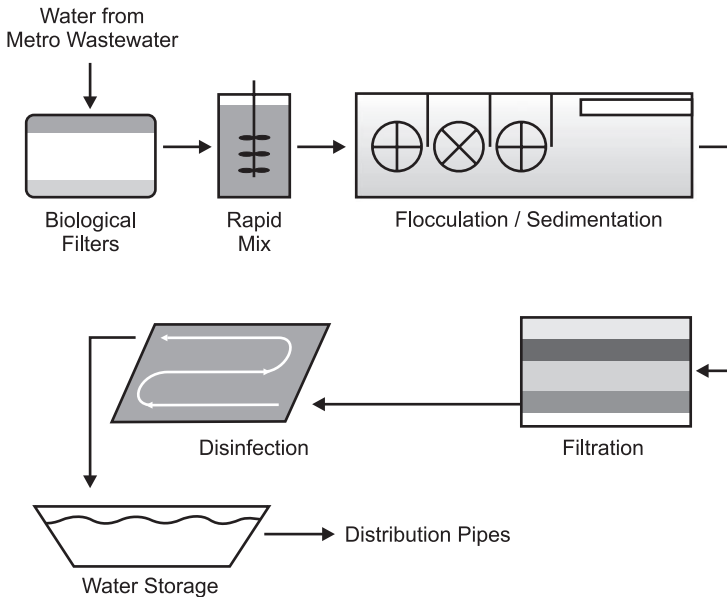 Water from
Metro Wastewater
Biological
Filters
Rapid
Mix
Flocculation / Sedimentation
Disinfection
Filtration
Distribution Pipes
Water Storage